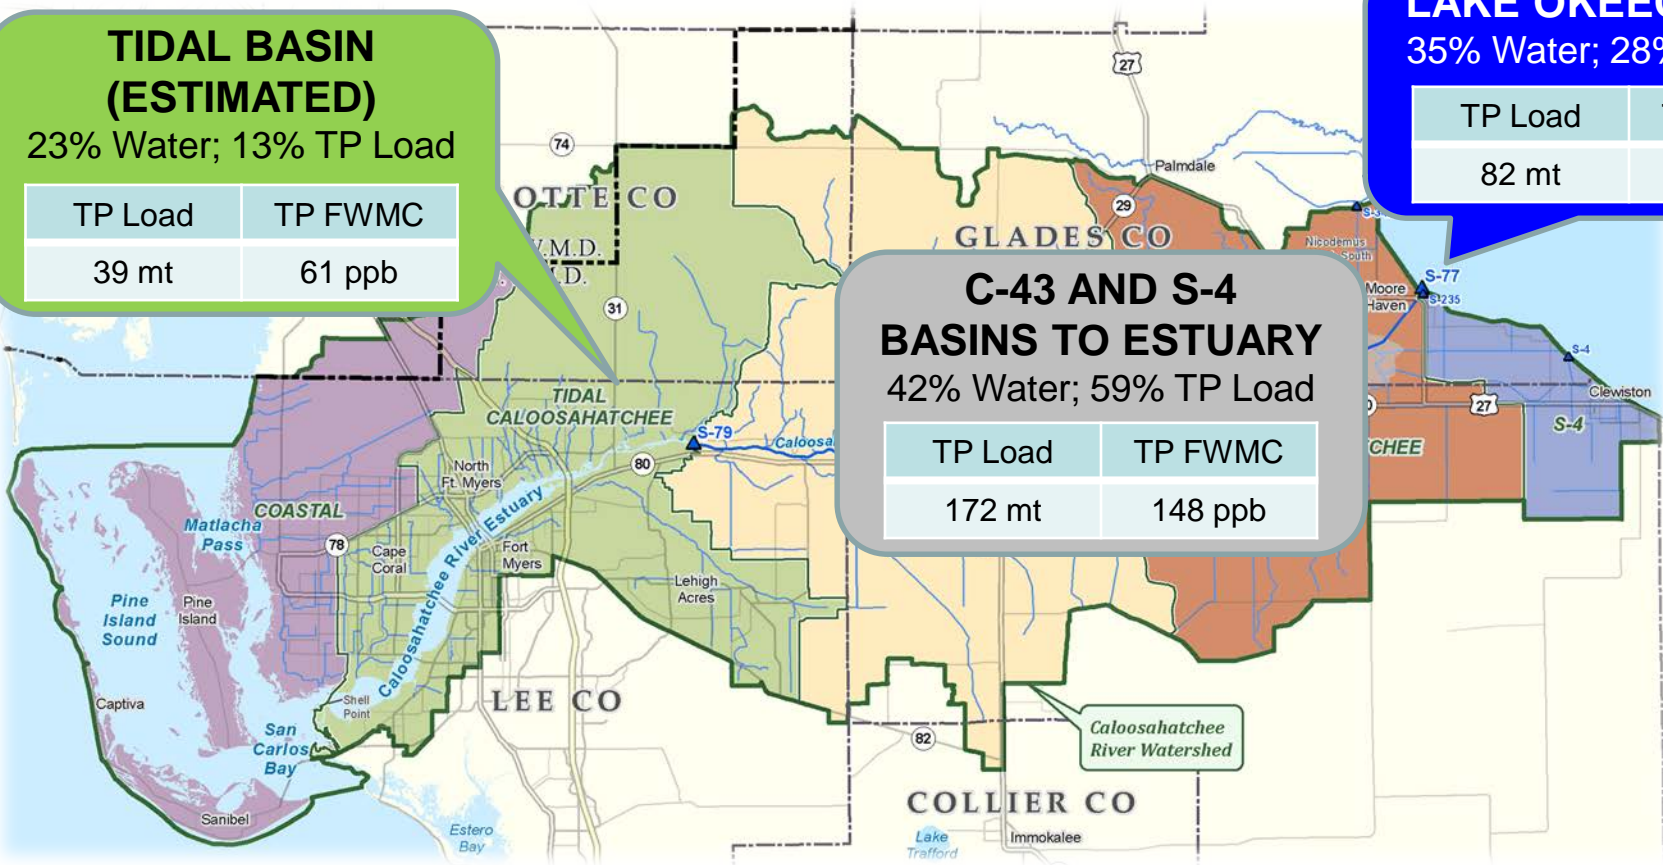 TIDAL BASIN
(ESTIMATED)
23% Water; 13% TP Load
TP Load TP FWMC
39 mt 61 ppb
35% Water; 28%
TP Load
82 mt
C-43 AND S-4
BASINS TO ESTUARY
42% Water; 59% TP Load
TP Load TP FWMC
172 mt 148 ppb
27
74
Palmdale
OTTE CO
29
GLADES CO
.M.D.
.D.
Nicodemus
South
S-77
Moore
Haven
S-235
31
S-4
Clewiston
TIDAL
CALOOSAHATCHEE
27
S-4
S-79
CHEE
80
North
Ft. Myers
COASTAL
Matlacha
Pass
78
Cape
Coral
Caloosahatchee River Estuary
Fort
Myers
Lehigh
Acres
Pine
Island
Sound
Pine
Island
LEE CO
Captiva
Shell
Point
San
Carlos
Bay
82
Caloosahatchee
River Watershed
COLLIER CO
Sanibel
Estero
Bay
Lake
Trafford
Immokalee